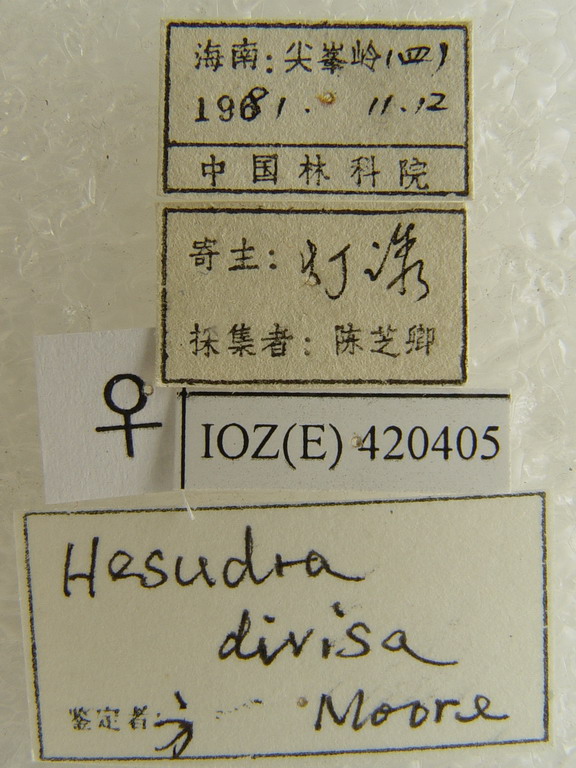 海南:尖峯岭(四)
1981. 11.12
中国林科院
寄主: 灯诱
採集者: 陈芝卿
♀
IOZ(E) 420405
Hesudra
divisa
Moore
鉴定者: 方